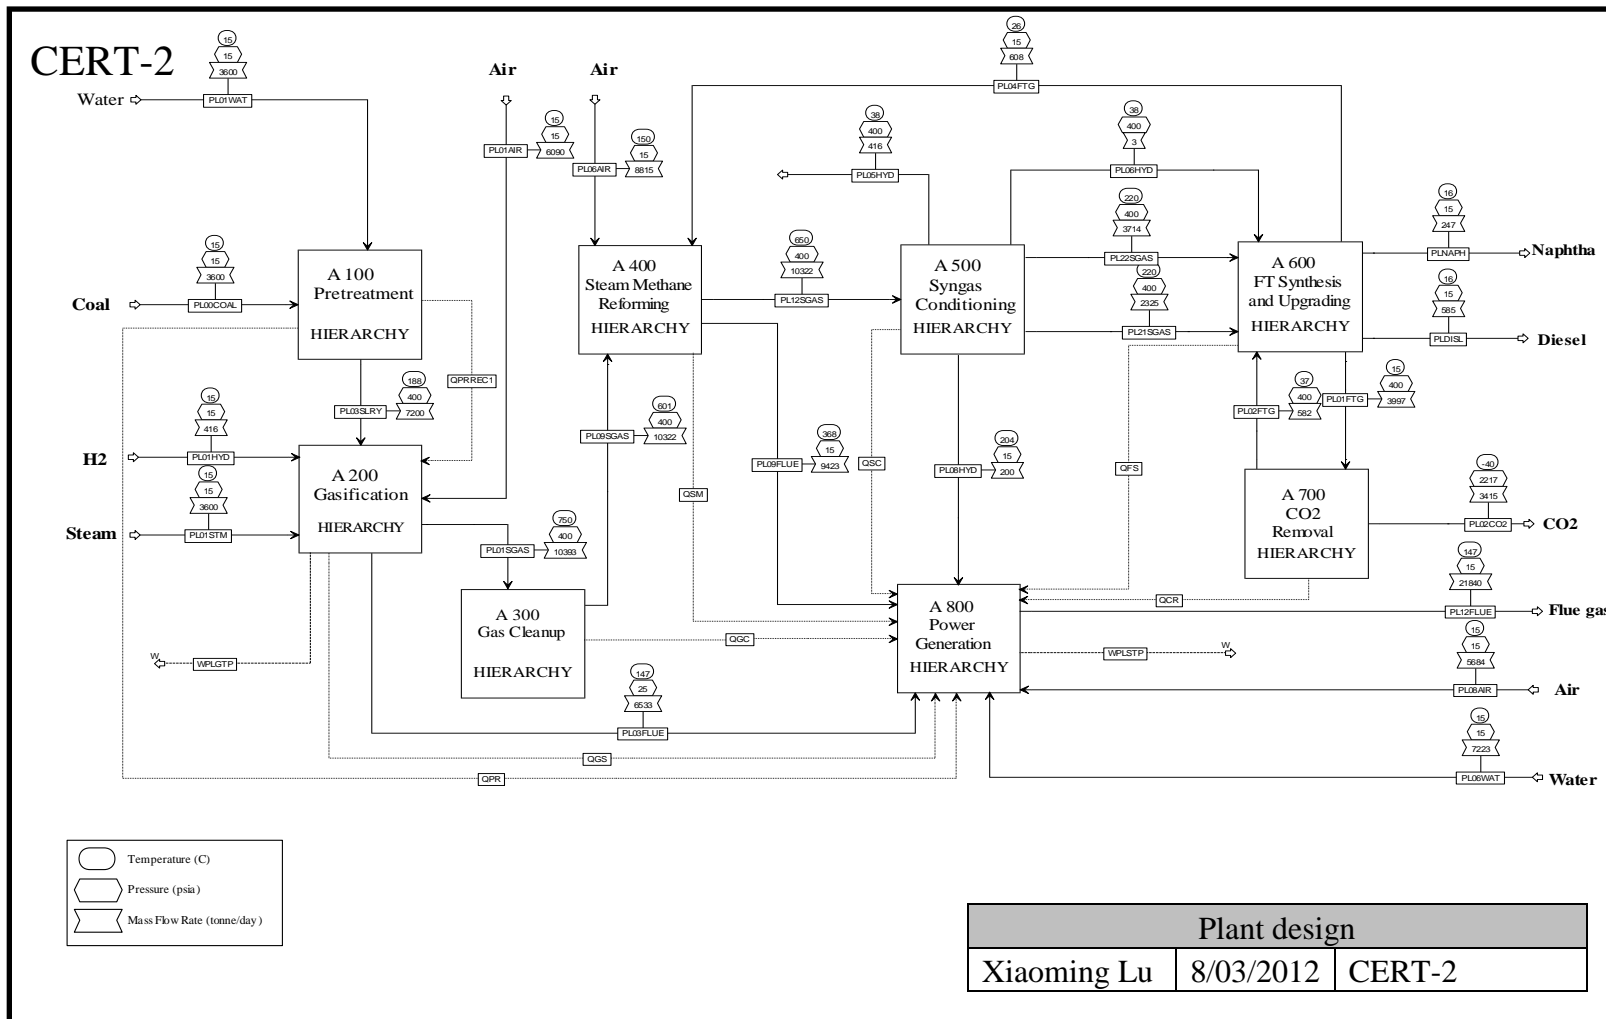 CERT-2
Water
15
15
3600
PL01WAT
Air
Air
15
15
6090
PL01AIR
150
15
8815
PL06AIR
26
15
608
PL04FTG
38
400
416
PL05HYD
38
400
3
PL06HYD
220
400
3714
PL22SGAS
220
400
2325
PL21SGAS
16
15
247
PLNAPH
Naphtha
16
15
585
PLDISL
Diesel
Coal
15
15
3600
PL00COAL
A 100
Pretreatment
HIERARCHY
QPRREC1
188
400
7200
PL03SLRY
A 400
Steam Methane
Reforming
HIERARCHY
650
400
10322
PL12SGAS
A 500
Syngas
Conditioning
HIERARCHY
A 600
FT Synthesis
and Upgrading
HIERARCHY
H2
15
15
416
PL01HYD
Steam
15
15
3600
PL01STM
A 200
Gasification
HIERARCHY
601
400
10322
PL09SGAS
QSM
368
15
9423
PL09FLUE
QSC
204
15
200
PL08HYD
QFS
37
400
582
PL02FTG
15
400
3997
PL01FTG
A 700
CO2
Removal
HIERARCHY
-40
2217
3415
PL02CO2
CO2
750
400
10393
PL01SGAS
A 300
Gas Cleanup
HIERARCHY
QGC
A 800
Power
Generation
HIERARCHY
QCR
147
15
21840
PL12FLUE
Flue gas
W
WPLGTP
WPLSTP
W
15
15
5684
PL08AIR
Air
147
25
6533
PL03FLUE
QGS
QPR
15
15
7223
PL06WAT
Water
Temperature (C)
Pressure (psia)
Mass Flow Rate (tonne/day)
Plant design
Xiaoming Lu
8/03/2012
CERT-2